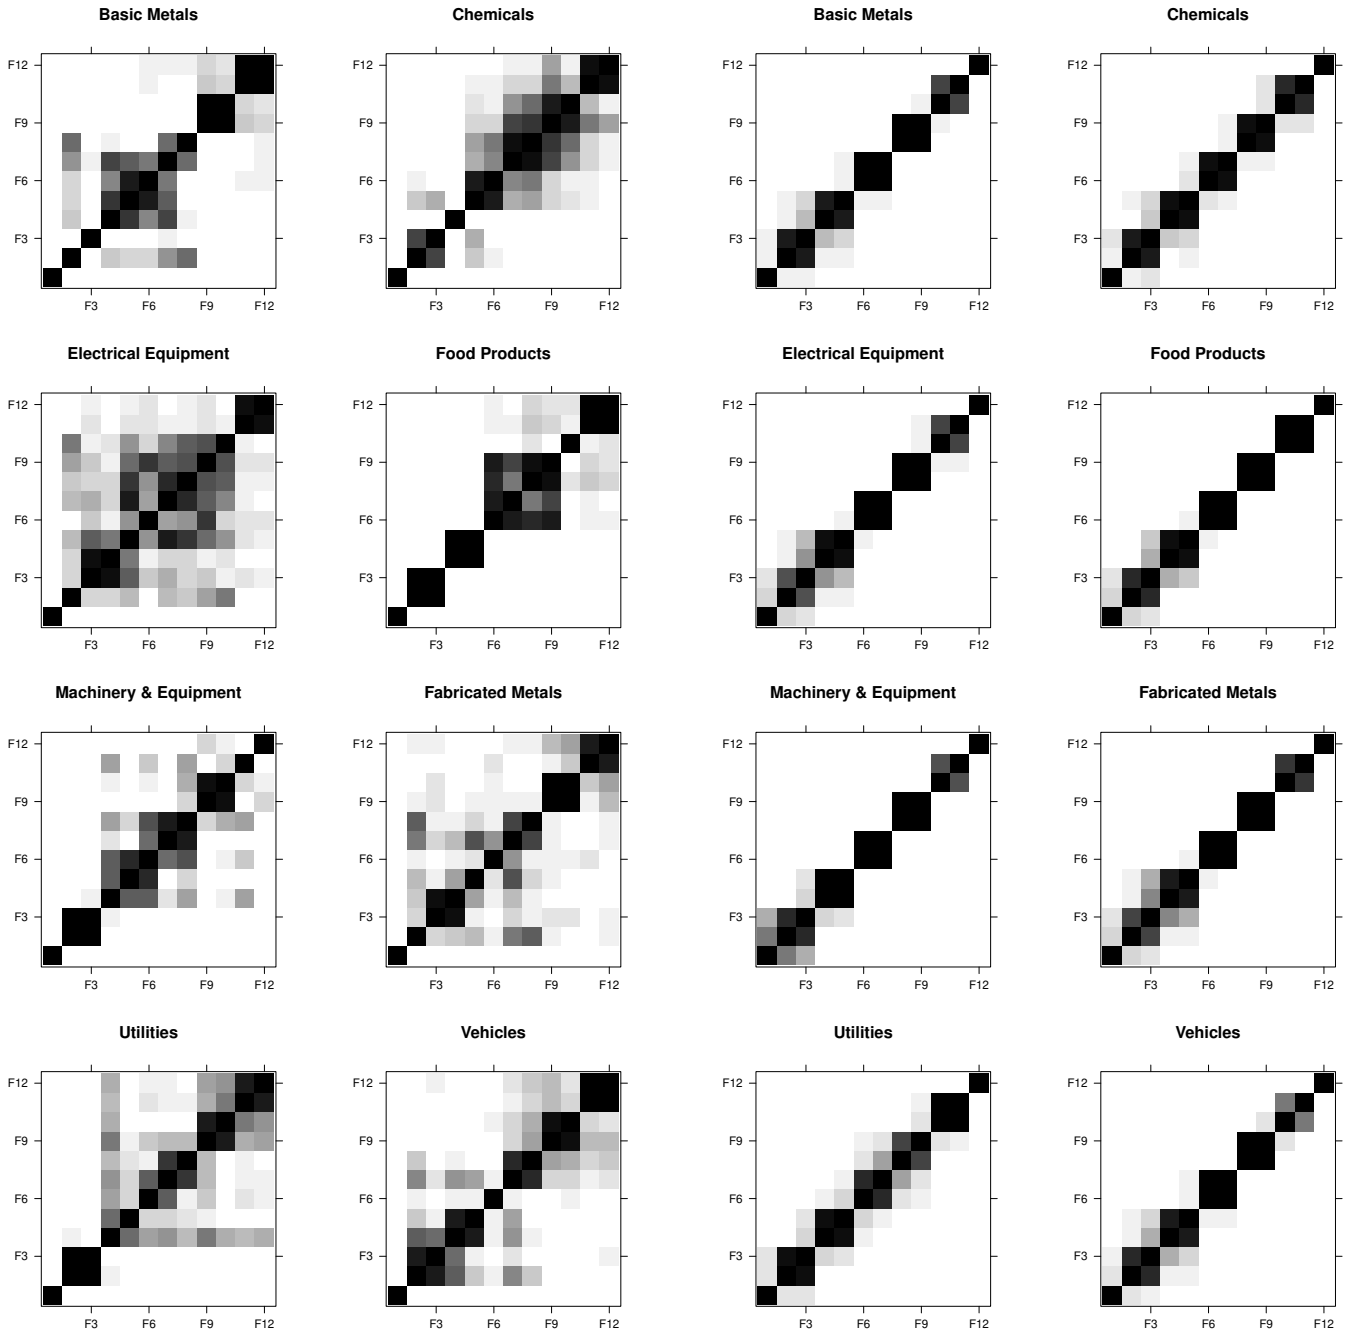 Basic Metals Chemicals Basic Metals Chemicals
F12 F12 F12 F12
F9 F9 F9 F9
F6 F6 F6 F6
F3 F3 F3 F3
F3 F6 F9 F12 F3 F6 F9 F12 F3 F6 F9 F12 F3 F6 F9 F12
Electrical Equipment Food Products Electrical Equipment Food Products
F12 F12 F12 F12
F9 F9 F9 F9
F6 F6 F6 F6
F3 F3 F3 F3
F3 F6 F9 F12 F3 F6 F9 F12 F3 F6 F9 F12 F3 F6 F9 F12
Machinery & Equipment Fabricated Metals Machinery & Equipment Fabricated Metals
F12 F12 F12 F12
F9 F9 F9 F9
F6 F6 F6 F6
F3 F3 F3 F3
F3 F6 F9 F12 F3 F6 F9 F12 F3 F6 F9 F12 F3 F6 F9 F12
Utilities Vehicles Utilities Vehicles
F12 F12 F12 F12
F9 F9 F9 F9
F6 F6 F6 F6
F3 F3 F3 F3
F3 F6 F9 F12 F3 F6 F9 F12 F3 F6 F9 F12 F3 F6 F9 F12